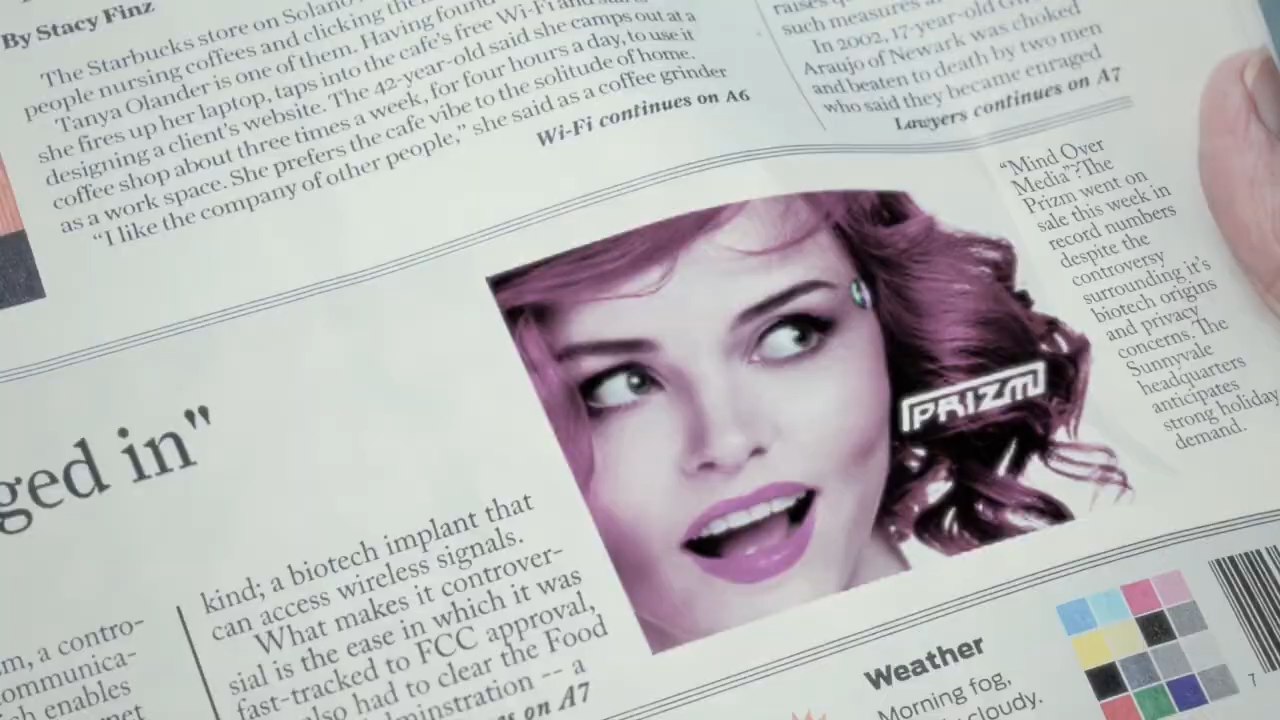 By Stacy Finz
The Starbucks store on Solano
people nursing coffees and clicking
Tanya Olander is one of them. Having found
she fires up her laptop, taps into the cafe's free Wi-Fi and
designing a client's website. The 42-year-old said she camps out at a
coffee shop about three times a week, for four hours a day, to use it
as a work space. She prefers the cafe vibe to the solitude of home.
"I like the company of other people," she said as a coffee grinder
Wi-Fi continues on A6
such measures
In 2002, 17-year-old
Araujo of Newark was choked
and beaten to death by two men
who said they became enraged
Lawyers continues on A7
"Mind Over
Media": The
Prizm went on
sale this week in
record numbers
despite the
controversy
surrounding it's
biotech origins
and privacy
concerns. The
Sunnyvale
headquarters
anticipates
strong holiday
demand.
PRIZM
ged in"
m, a contro-
ommunica-
ch enables
kind; a biotech implant that
can access wireless signals.
What makes it controver-
sial is the ease in which it was
fast-tracked to FCC approval,
also had to clear the Food
dminstration -- a
s on A7
Weather
Morning fog,
cloudy.
7